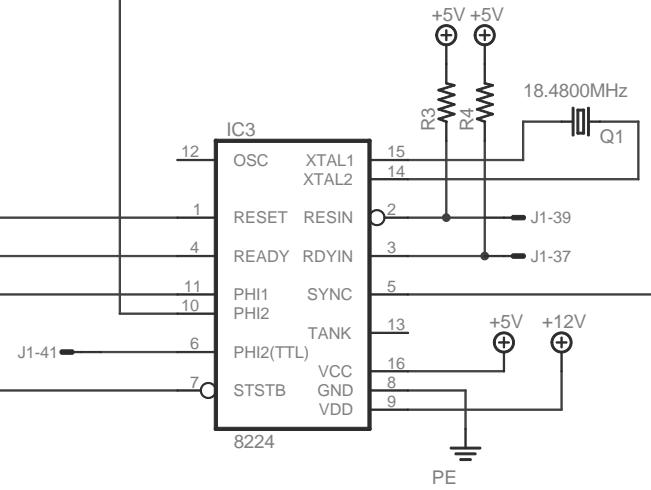 +5V +5V
18.4800MHz
R3
R4
Q1
IC3
12 OSC XTAL1 15
XTAL2 14
1 RESET RESIN 2
J1-39
4 READY RDYIN 3
J1-37
11 PHI1 SYNC 5
10 PHI2
TANK 13
+5V +12V
J1-41 6 PHI2(TTL)
VCC 16
7 STSTB GND 8
VDD 9
8224
PE